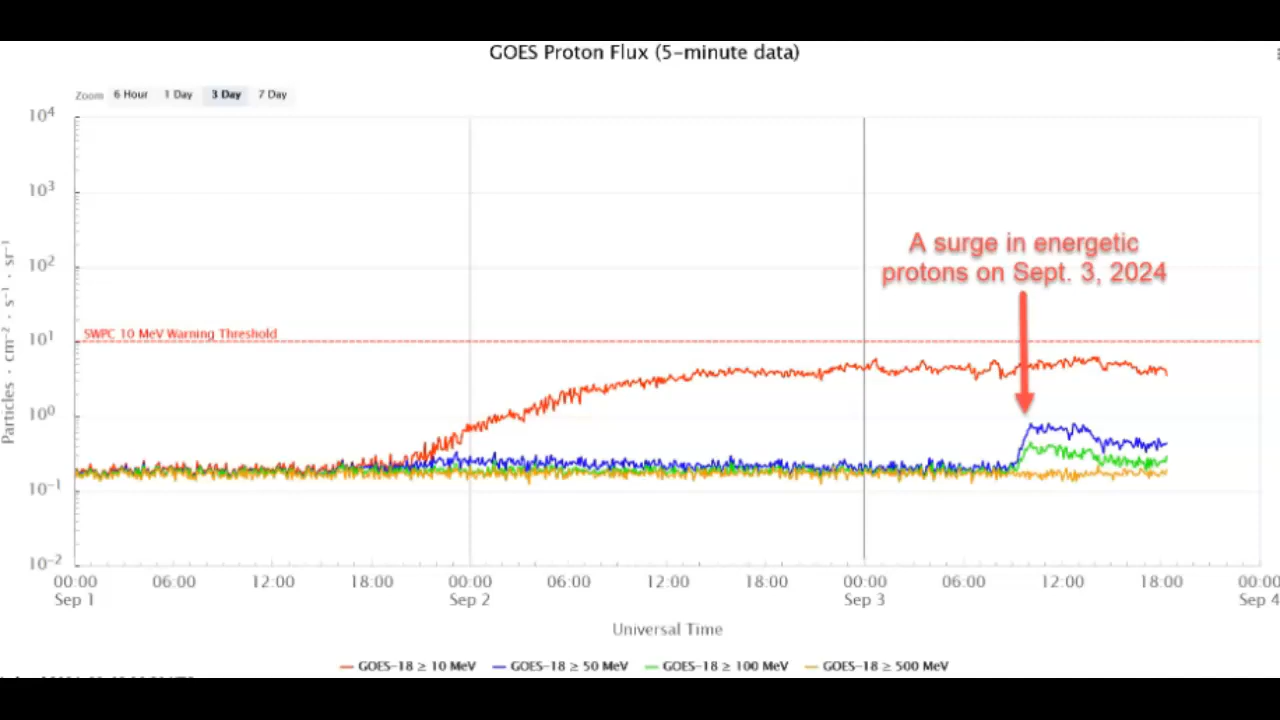 GOES Proton Flux (5-minute data)
Zoom 6 Hour 1 Day 3 Day 7 Day
10⁴
10³
10²
10¹
10⁰
10⁻¹
10⁻²
Particles · cm⁻² · s⁻¹ · sr⁻¹
A surge in energetic
protons on Sept. 3, 2024
SWPC 10 MeV Warning Threshold
00:00 06:00 12:00 18:00 00:00 06:00 12:00 18:00 00:00 06:00 12:00 18:00 00:00
Sep 1 Sep 2 Sep 3 Sep 4
Universal Time
GOES-18 ≥ 10 MeV GOES-18 ≥ 50 MeV GOES-18 ≥ 100 MeV GOES-18 ≥ 500 MeV